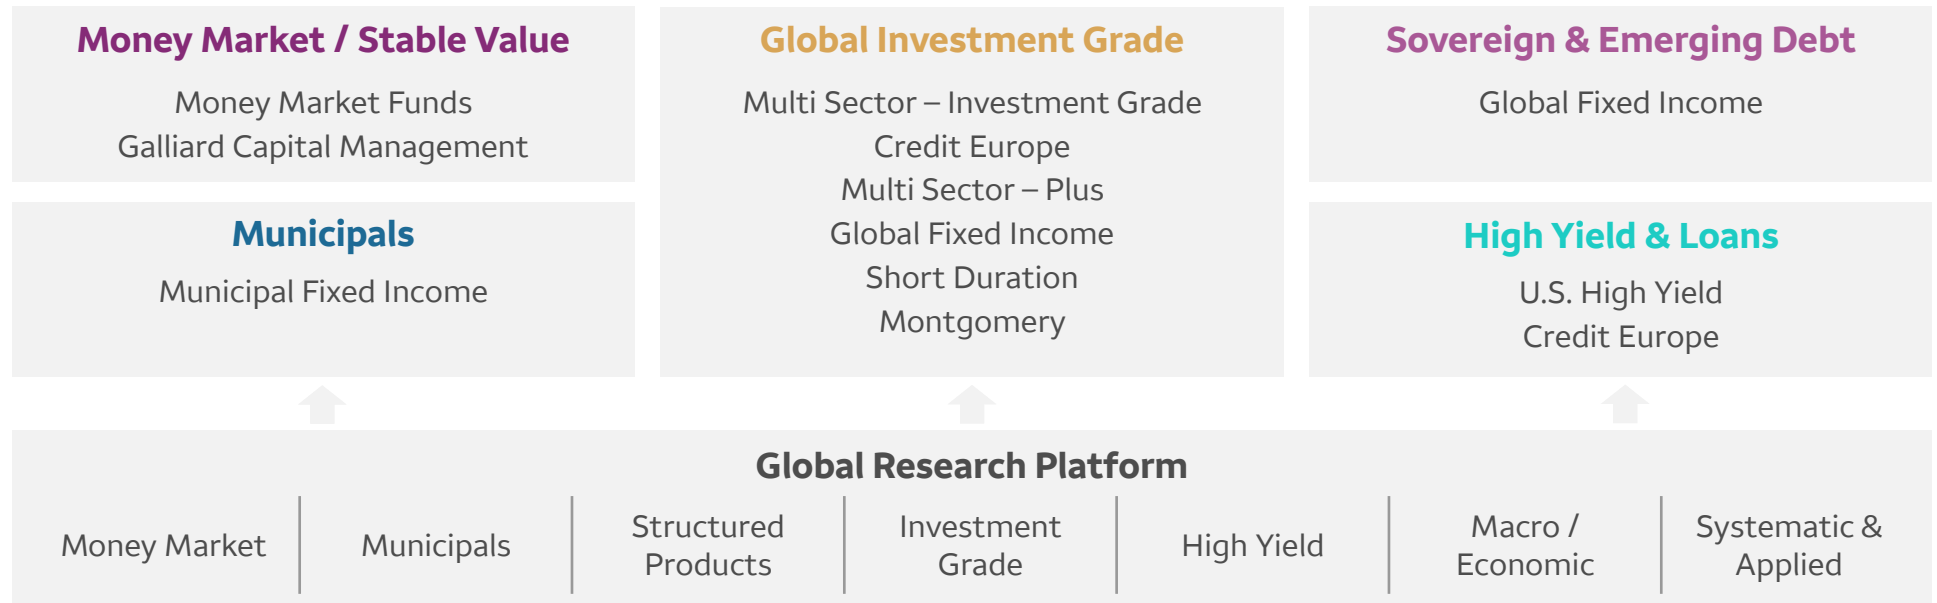 Money Market / Stable Value
Money Market Funds
Galliard Capital Management
Municipals
Municipal Fixed Income
Global Investment Grade
Multi Sector – Investment Grade
Credit Europe
Multi Sector – Plus
Global Fixed Income
Short Duration
Montgomery
Sovereign & Emerging Debt
Global Fixed Income
High Yield & Loans
U.S. High Yield
Credit Europe
Global Research Platform
Money Market
Municipals
Structured
Products
Investment
Grade
High Yield
Macro /
Economic
Systematic &
Applied